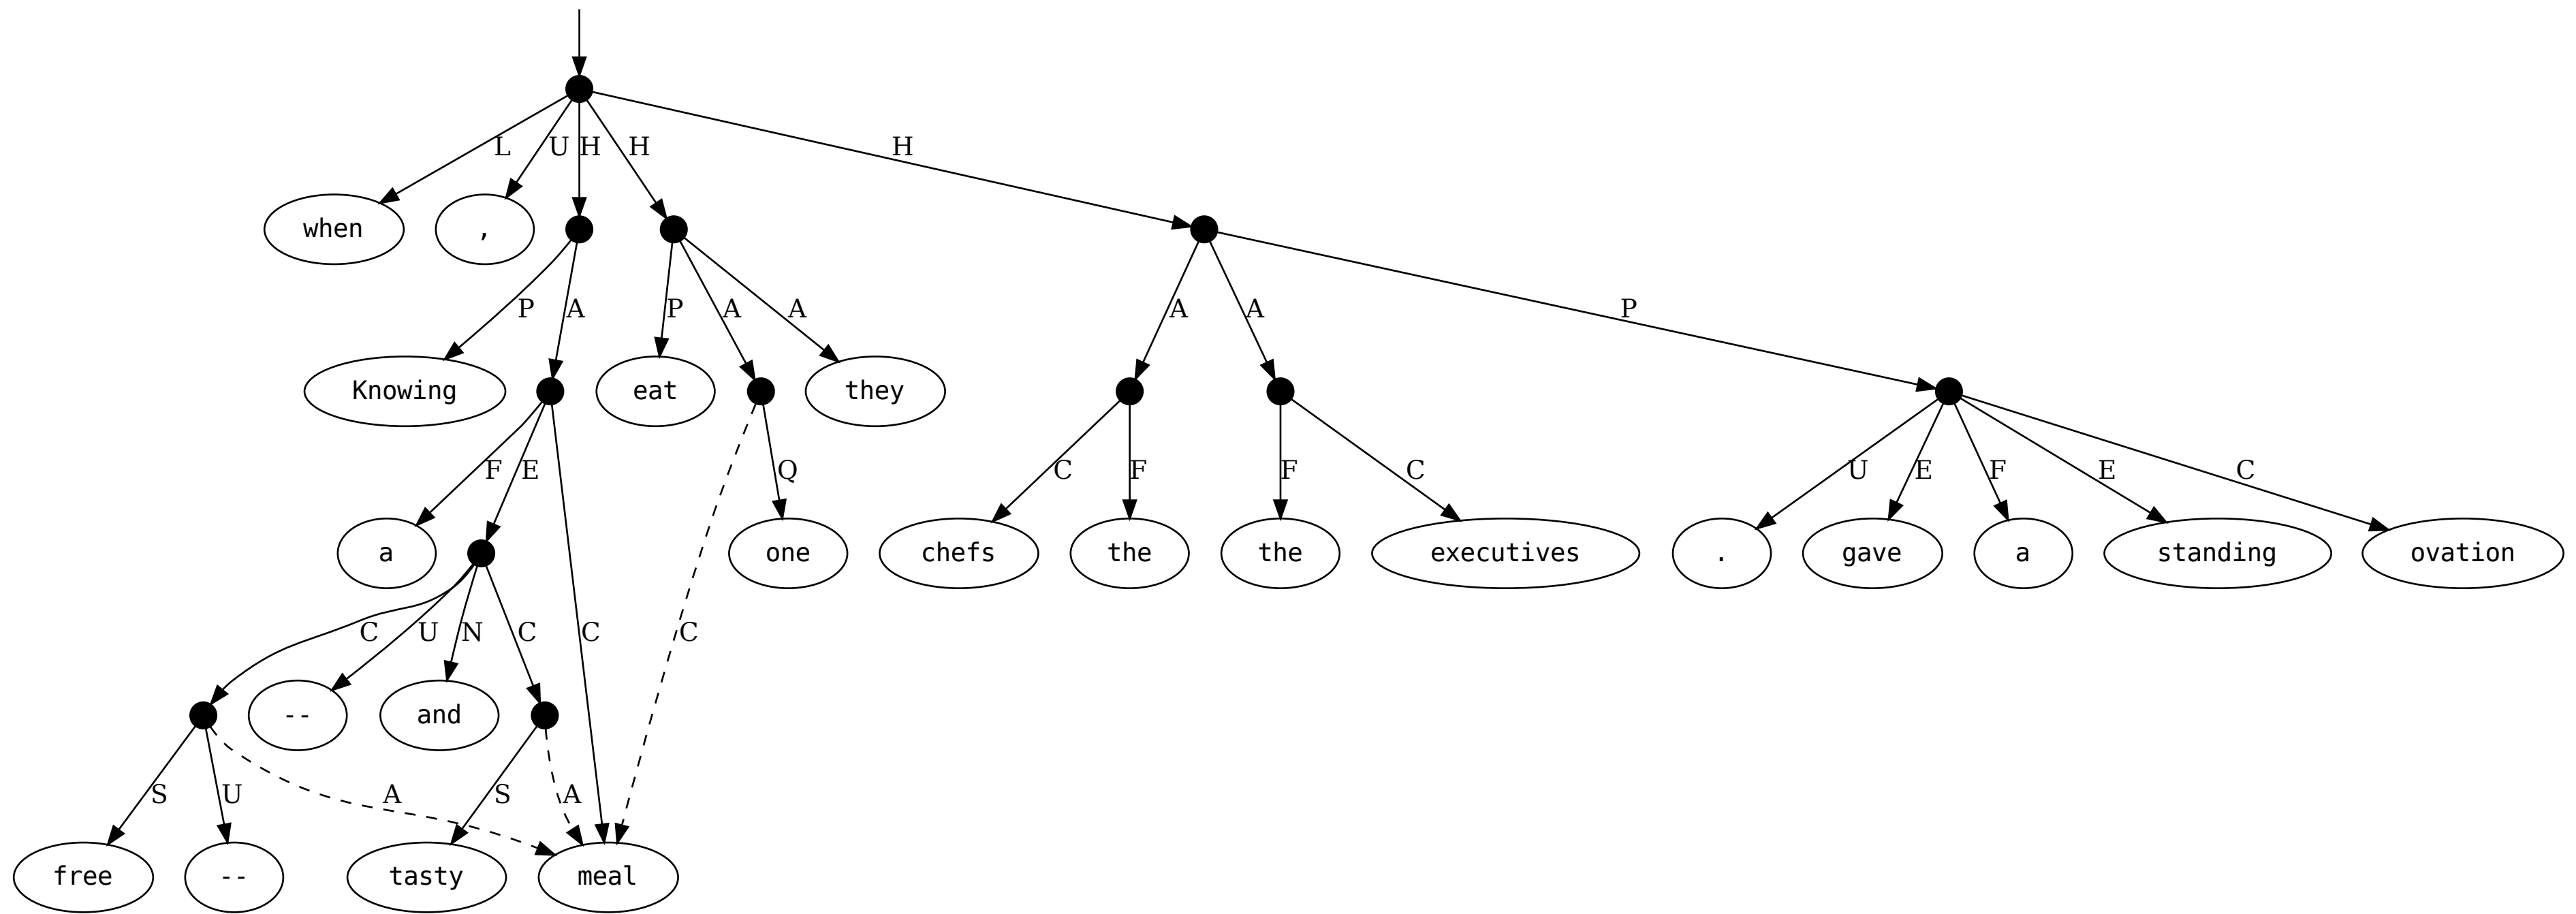 L U H H H
when ,
P A P A A P A A
Knowing eat they
F E Q C F F C U E F E C
a one chefs the the executives . gave a standing ovation
C U N C C C
-- and
S U A S A
free -- tasty meal